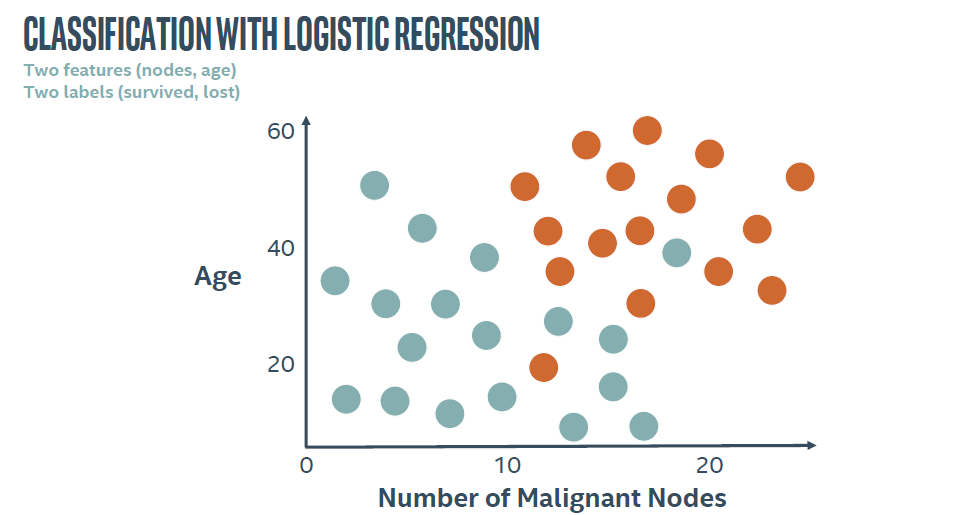 CLASSIFICATION WITH LOGISTIC REGRESSION
Two features (nodes, age)
Two labels (survived, lost)
60
40
Age
20
0
10
20
Number of Malignant Nodes